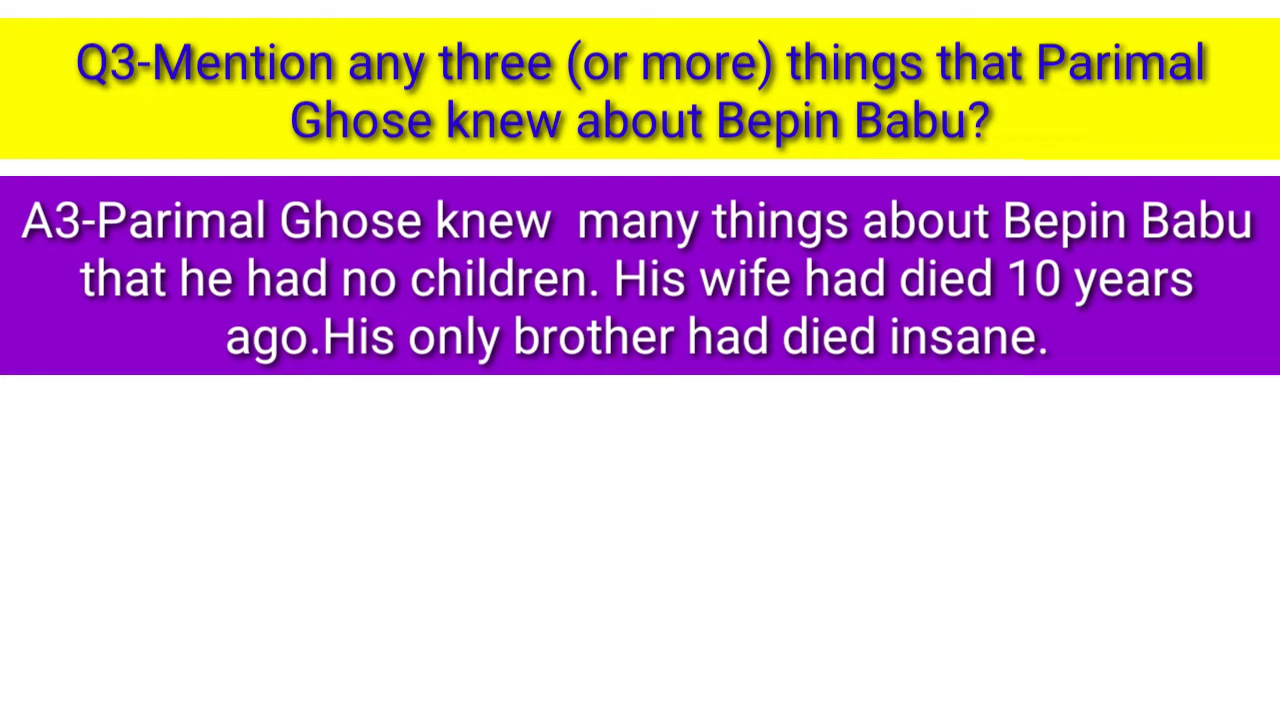 Q3-Mention any three (or more) things that Parimal
Ghose knew about Bepin Babu?
A3-Parimal Ghose knew  many things about Bepin Babu
that he had no children. His wife had died 10 years
ago.His only brother had died insane.